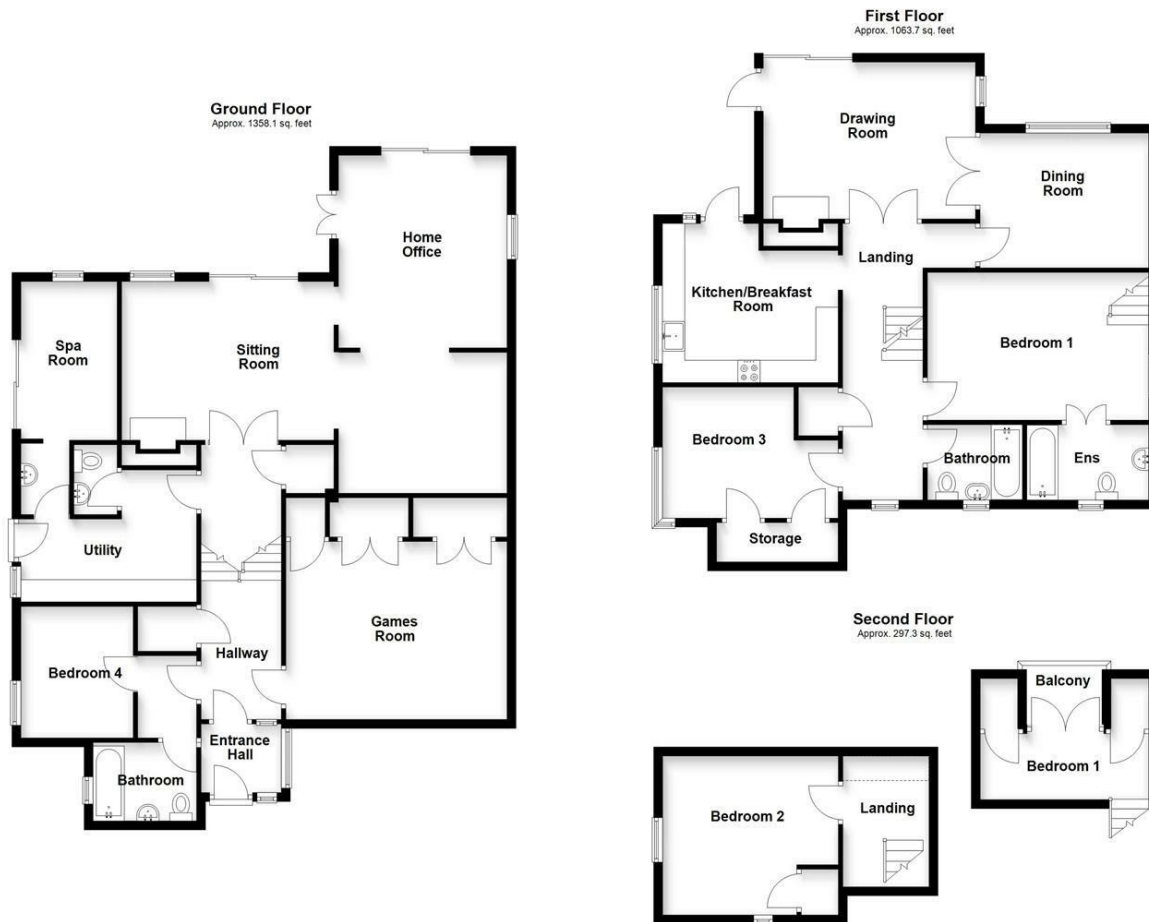 Ground Floor
Approx. 1358.1 sq. feet
Home
Office
Spa
Room
Sitting
Room
Utility
Games
Room
Hallway
Bedroom 4
Entrance
Hall
Bathroom
First Floor
Approx. 1063.7 sq. feet
Drawing
Room
Dining
Room
Landing
Kitchen/Breakfast
Room
Bedroom 1
Bedroom 3
Bathroom
Ens
Storage
Second Floor
Approx. 297.3 sq. feet
Balcony
Bedroom 1
Bedroom 2
Landing